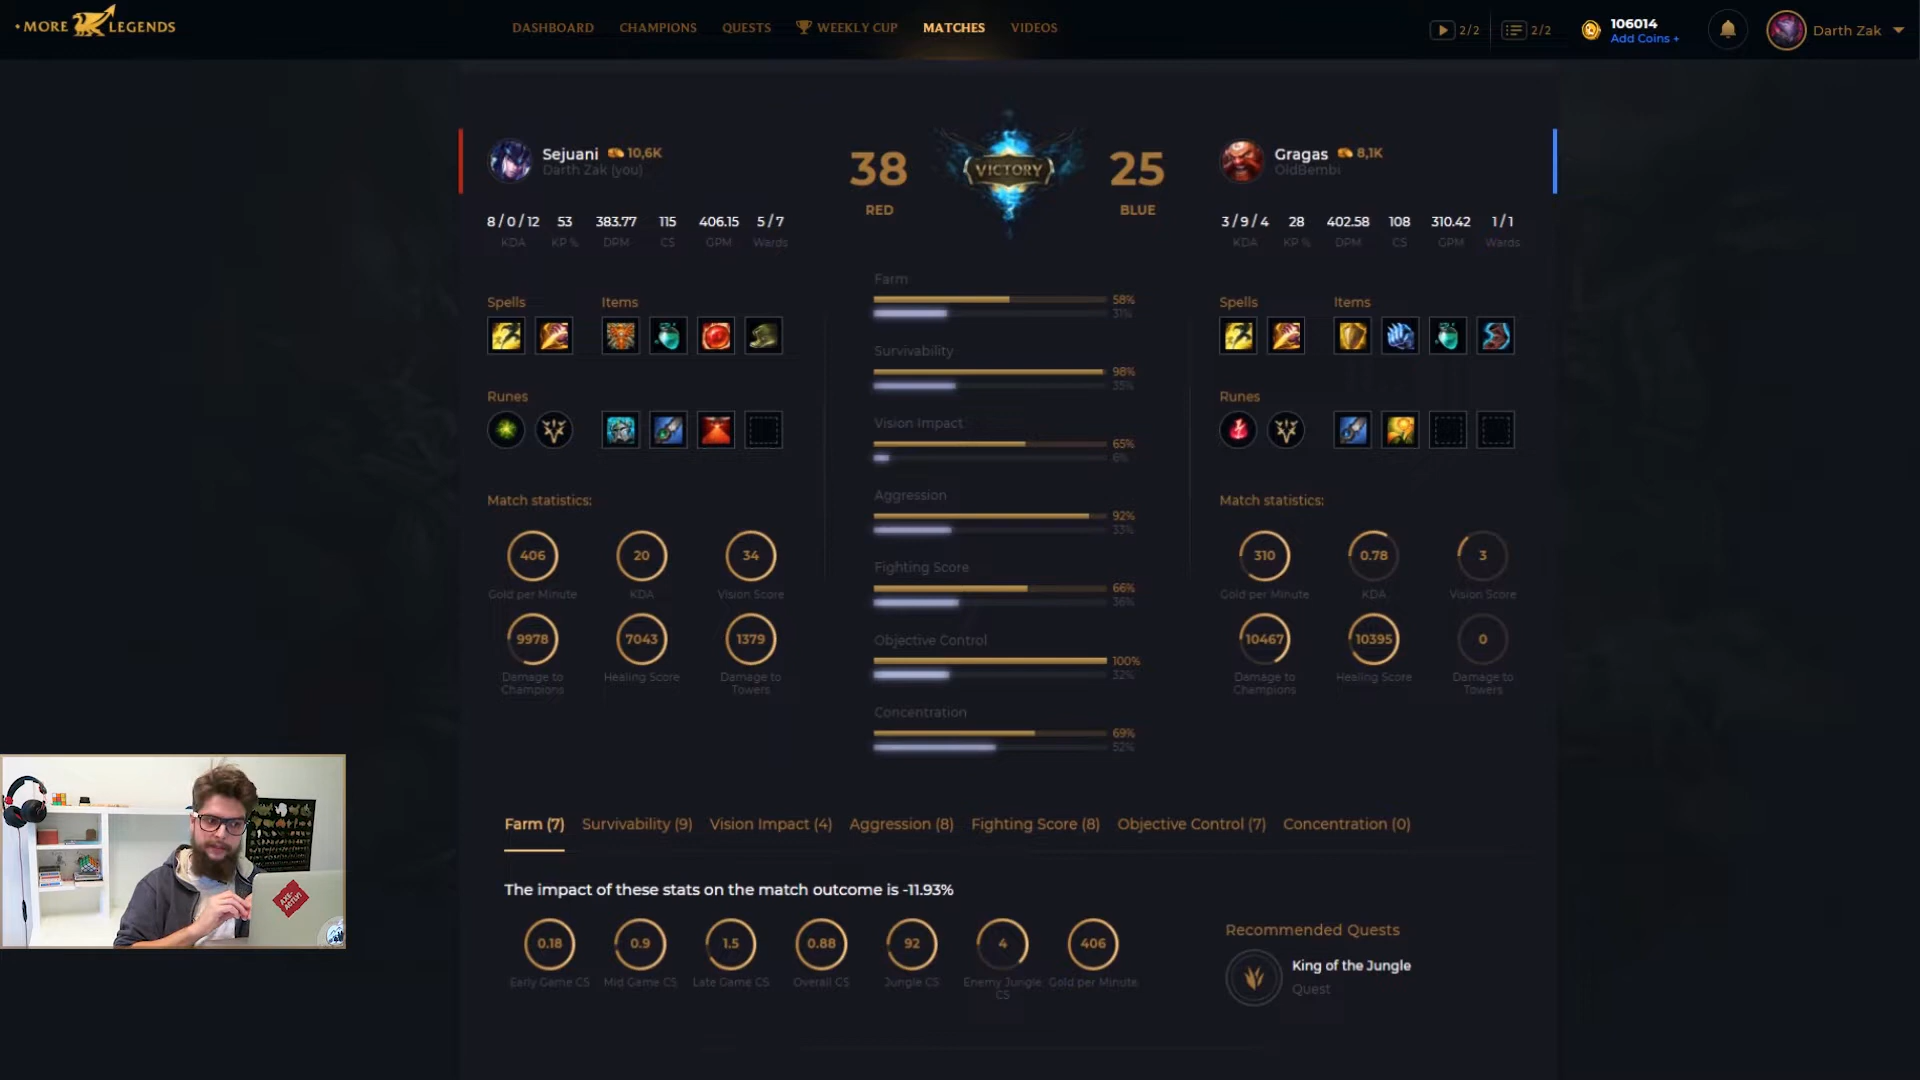 MORE LEGENDS
DASHBOARD CHAMPIONS QUESTS WEEKLY CUP MATCHES VIDEOS
2/2 2/2 106014 Darth Zak
Add Coins +
Sejuani 10,6K
Darth Zak (you)
38 VICTORY 25
RED BLUE
Gragas 8,1K
OldBembi
8 / 0 / 12 53 383.77 115 406.15 5 / 7
KDA KP % DPM CS GPM Wards
3 / 9 / 4 28 402.58 108 310.42 1 / 1
KDA KP % DPM CS GPM Wards
Spells Items
Runes
Match statistics:
406 20 34
Gold per Minute KDA Vision Score
9978 7043 1379
Damage to Champions Healing Score Damage to Towers
Farm
58%
31%
Survivability
98%
35%
Vision Impact
65%
6%
Aggression
92%
33%
Fighting Score
66%
36%
Objective Control
100%
32%
Concentration
69%
52%
Spells Items
Runes
Match statistics:
310 0.78 3
Gold per Minute KDA Vision Score
10467 10395 0
Damage to Champions Healing Score Damage to Towers
Farm (7) Survivability (9) Vision Impact (4) Aggression (8) Fighting Score (8) Objective Control (7) Concentration (0)
The impact of these stats on the match outcome is -11.93%
0.18 0.9 1.5 0.88 92 4 406
Early Game CS Mid Game CS Late Game CS Overall CS Jungle CS Enemy Jungle CS Gold per Minute
Recommended Quests
King of the Jungle
Quest
AXE-
ACTLY!